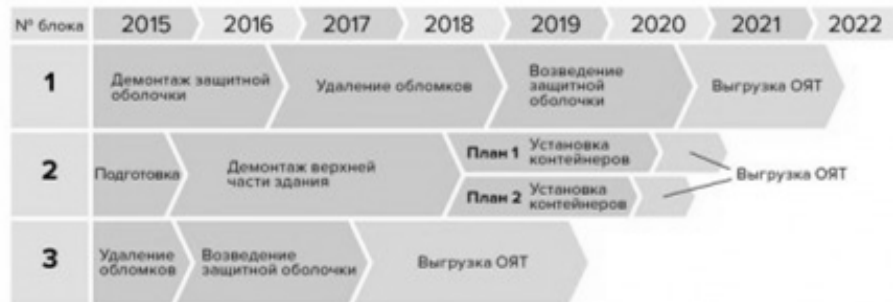 № блока 2015 2016 2017 2018 2019 2020 2021 2022
1
Демонтаж защитной
оболочки
Удаление обломков
Возведение
защитной
оболочки
Выгрузка ОЯТ
2
Подготовка
Демонтаж верхней
части здания
План 1 Установка
контейнеров
План 2 Установка
контейнеров
Выгрузка ОЯТ
3
Удаление
обломков
Возведение
защитной оболочки
Выгрузка ОЯТ